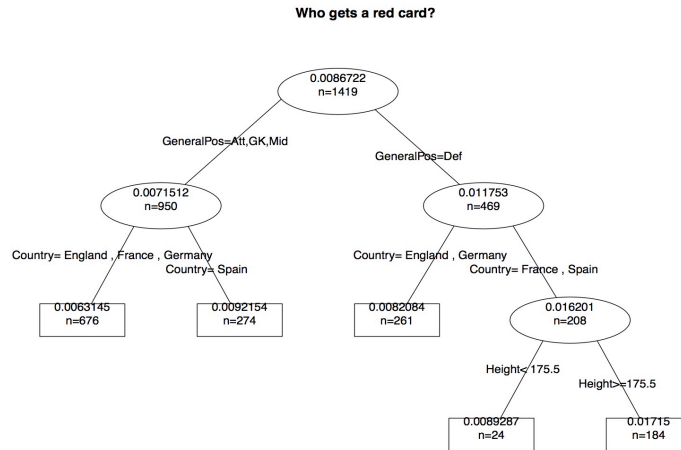 Who gets a red card?
0.0086722
n=1419
GeneralPos=Att,GK,Mid
GeneralPos=Def
0.0071512
n=950
0.011753
n=469
Country= England , France , Germany
Country= Spain
Country= England , Germany
Country= France , Spain
0.0063145
n=676
0.0092154
n=274
0.0082084
n=261
0.016201
n=208
Height< 175.5
Height>=175.5
0.0089287
n=24
0.01715
n=184